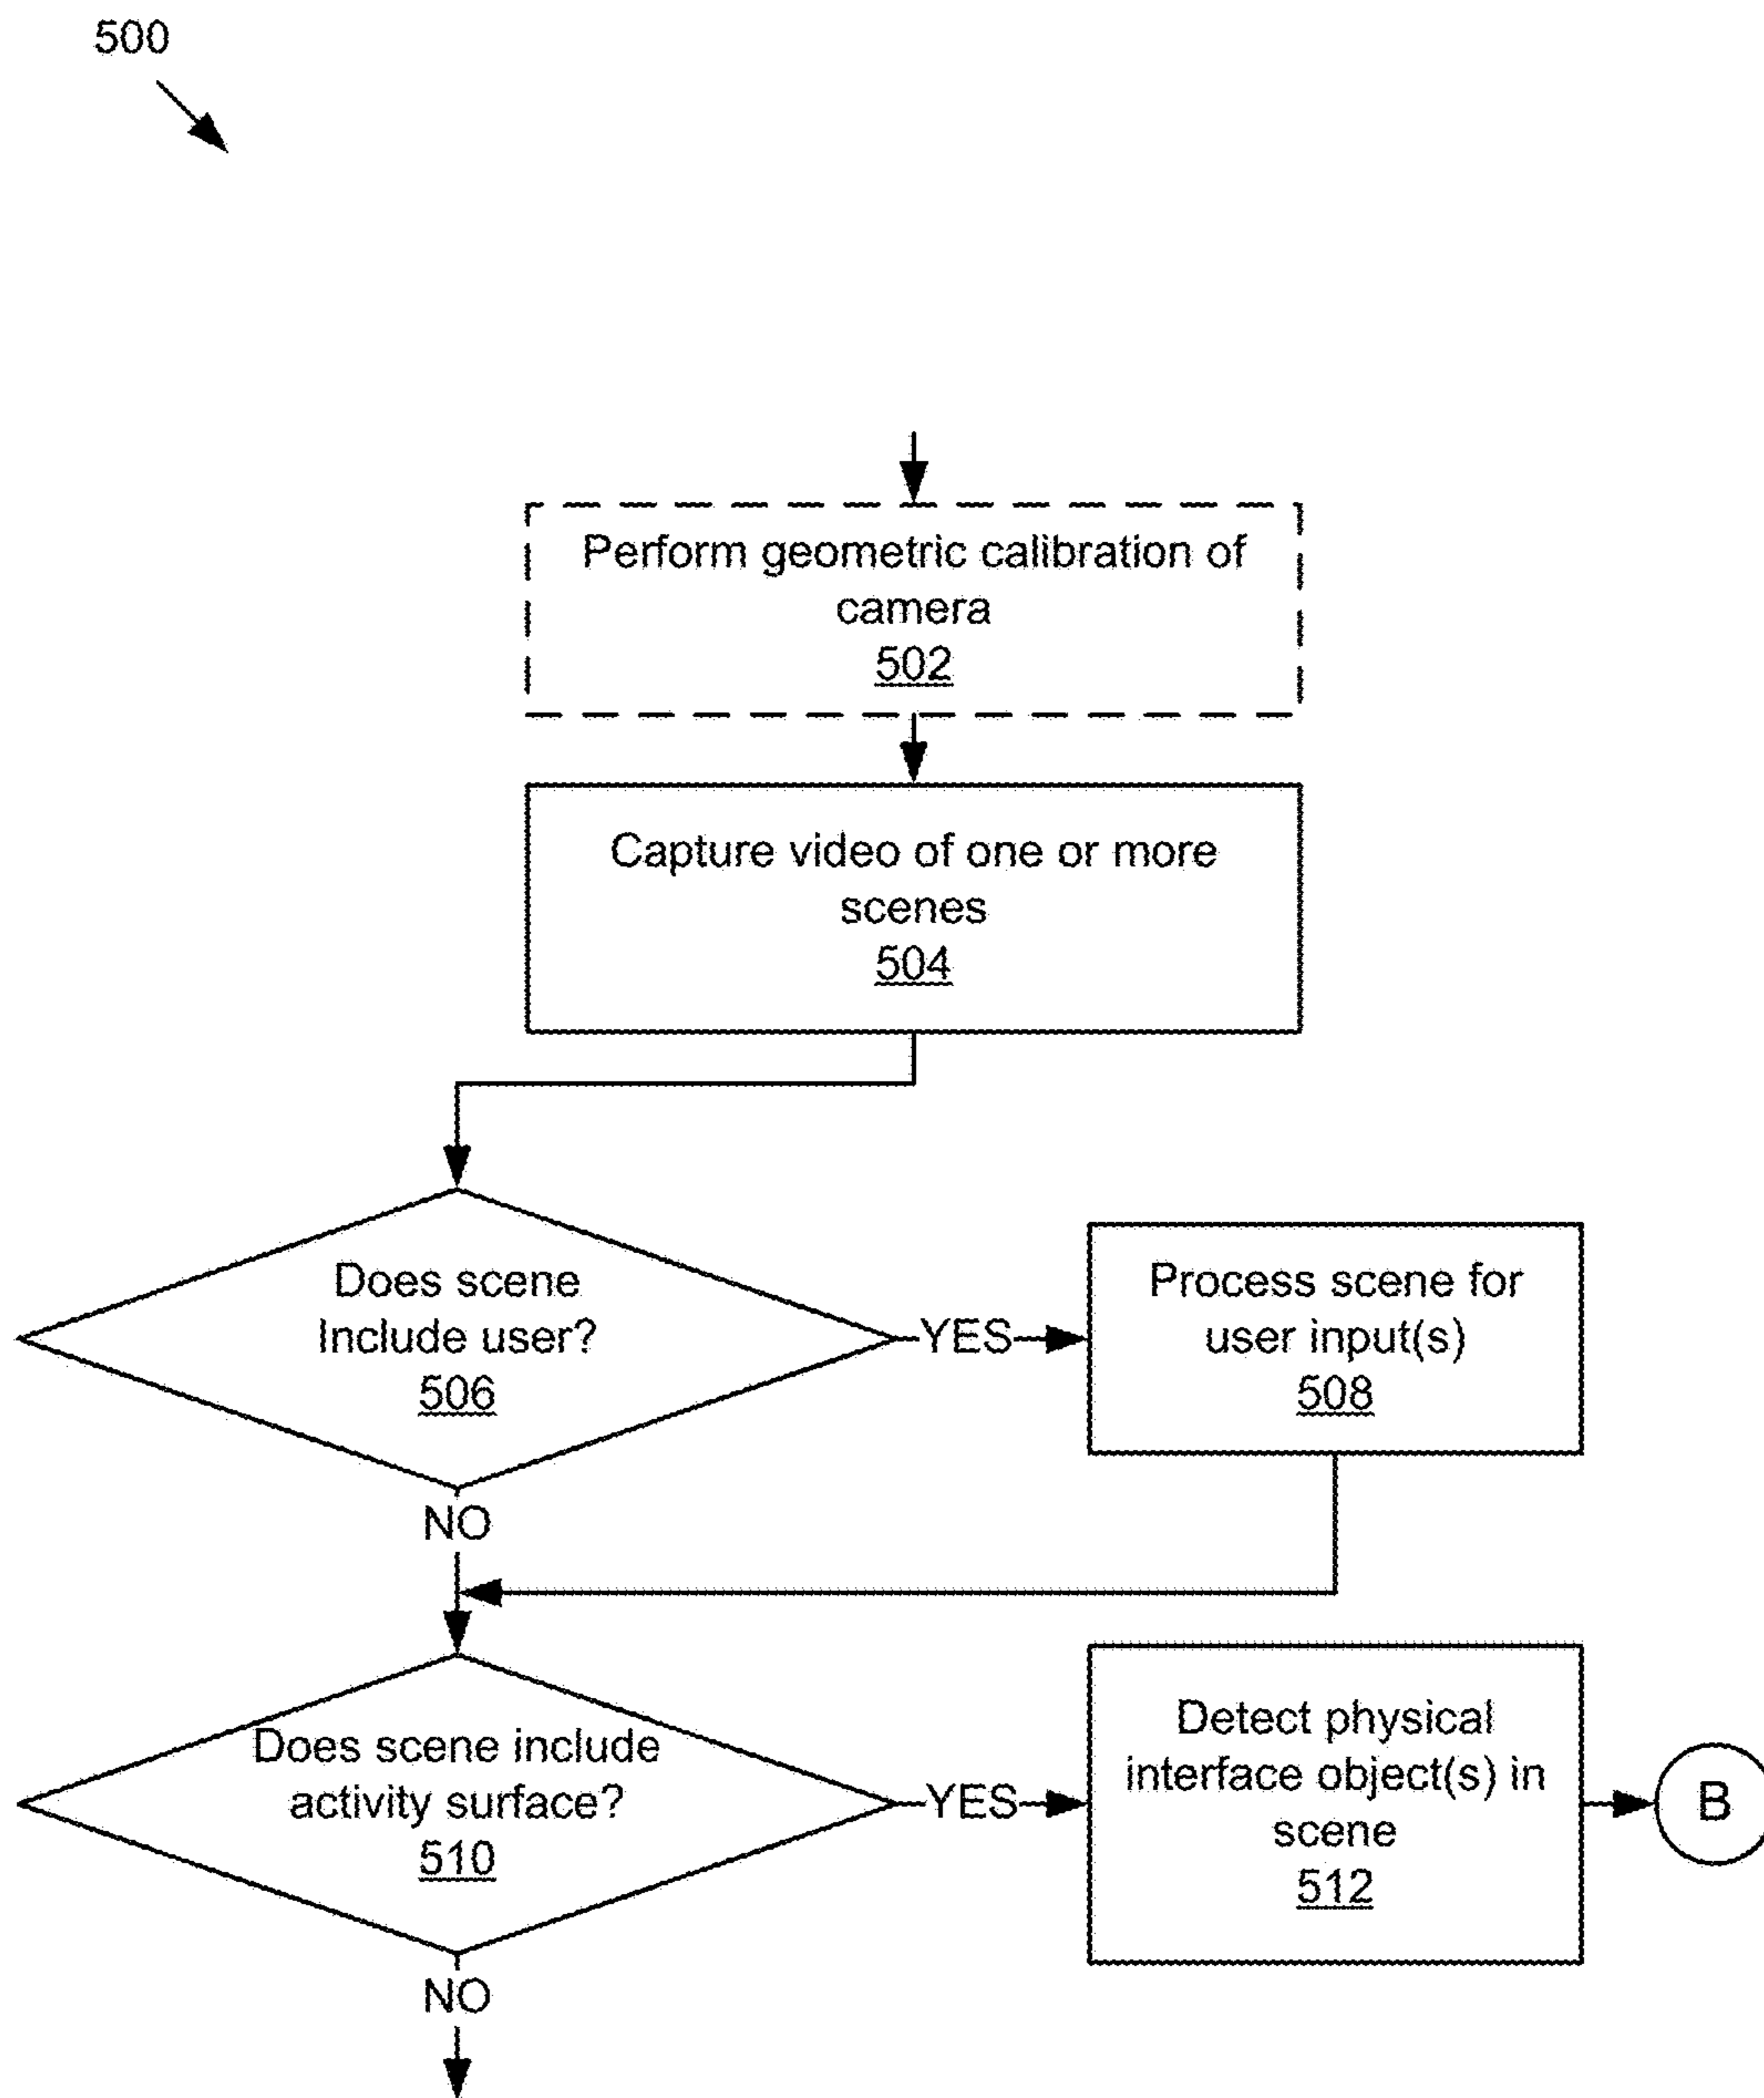 500
Perform geometric calibration of
camera
502
Capture video of one or more
scenes
504
Does scene
Include user?
506
YES
Process scene for
user input(s)
508
NO
Does scene include
activity surface?
510
YES
Detect physical
interface object(s) in
scene
512
B
NO